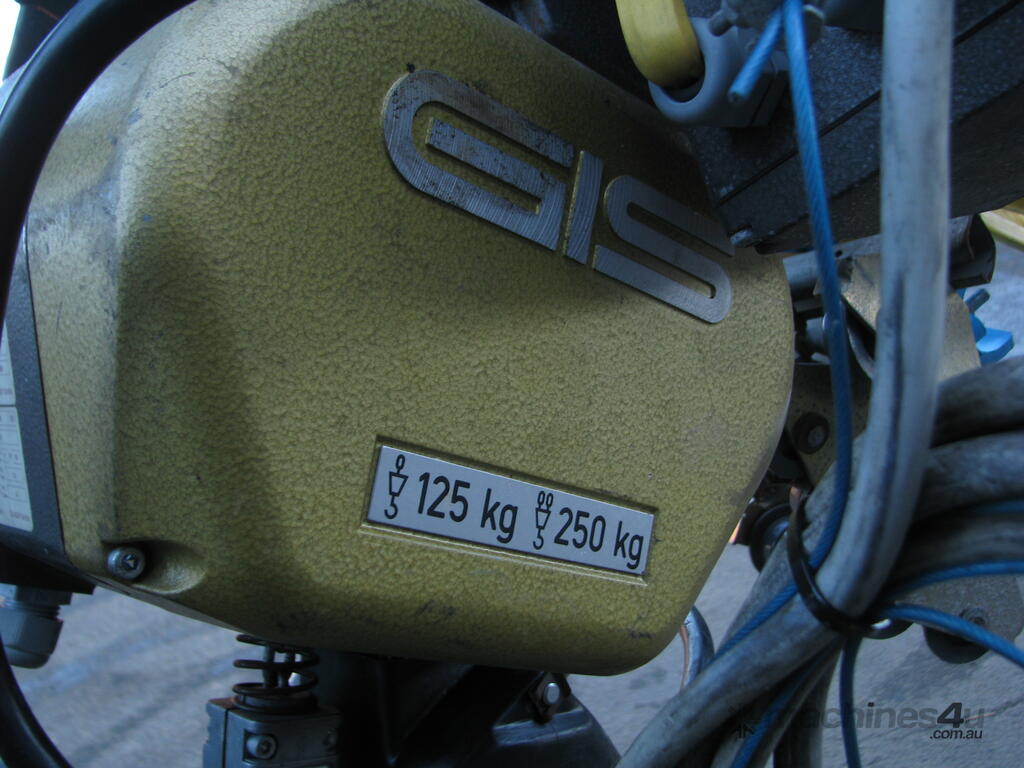 GIS
125 kg 250 kg
machines4u
.com.au